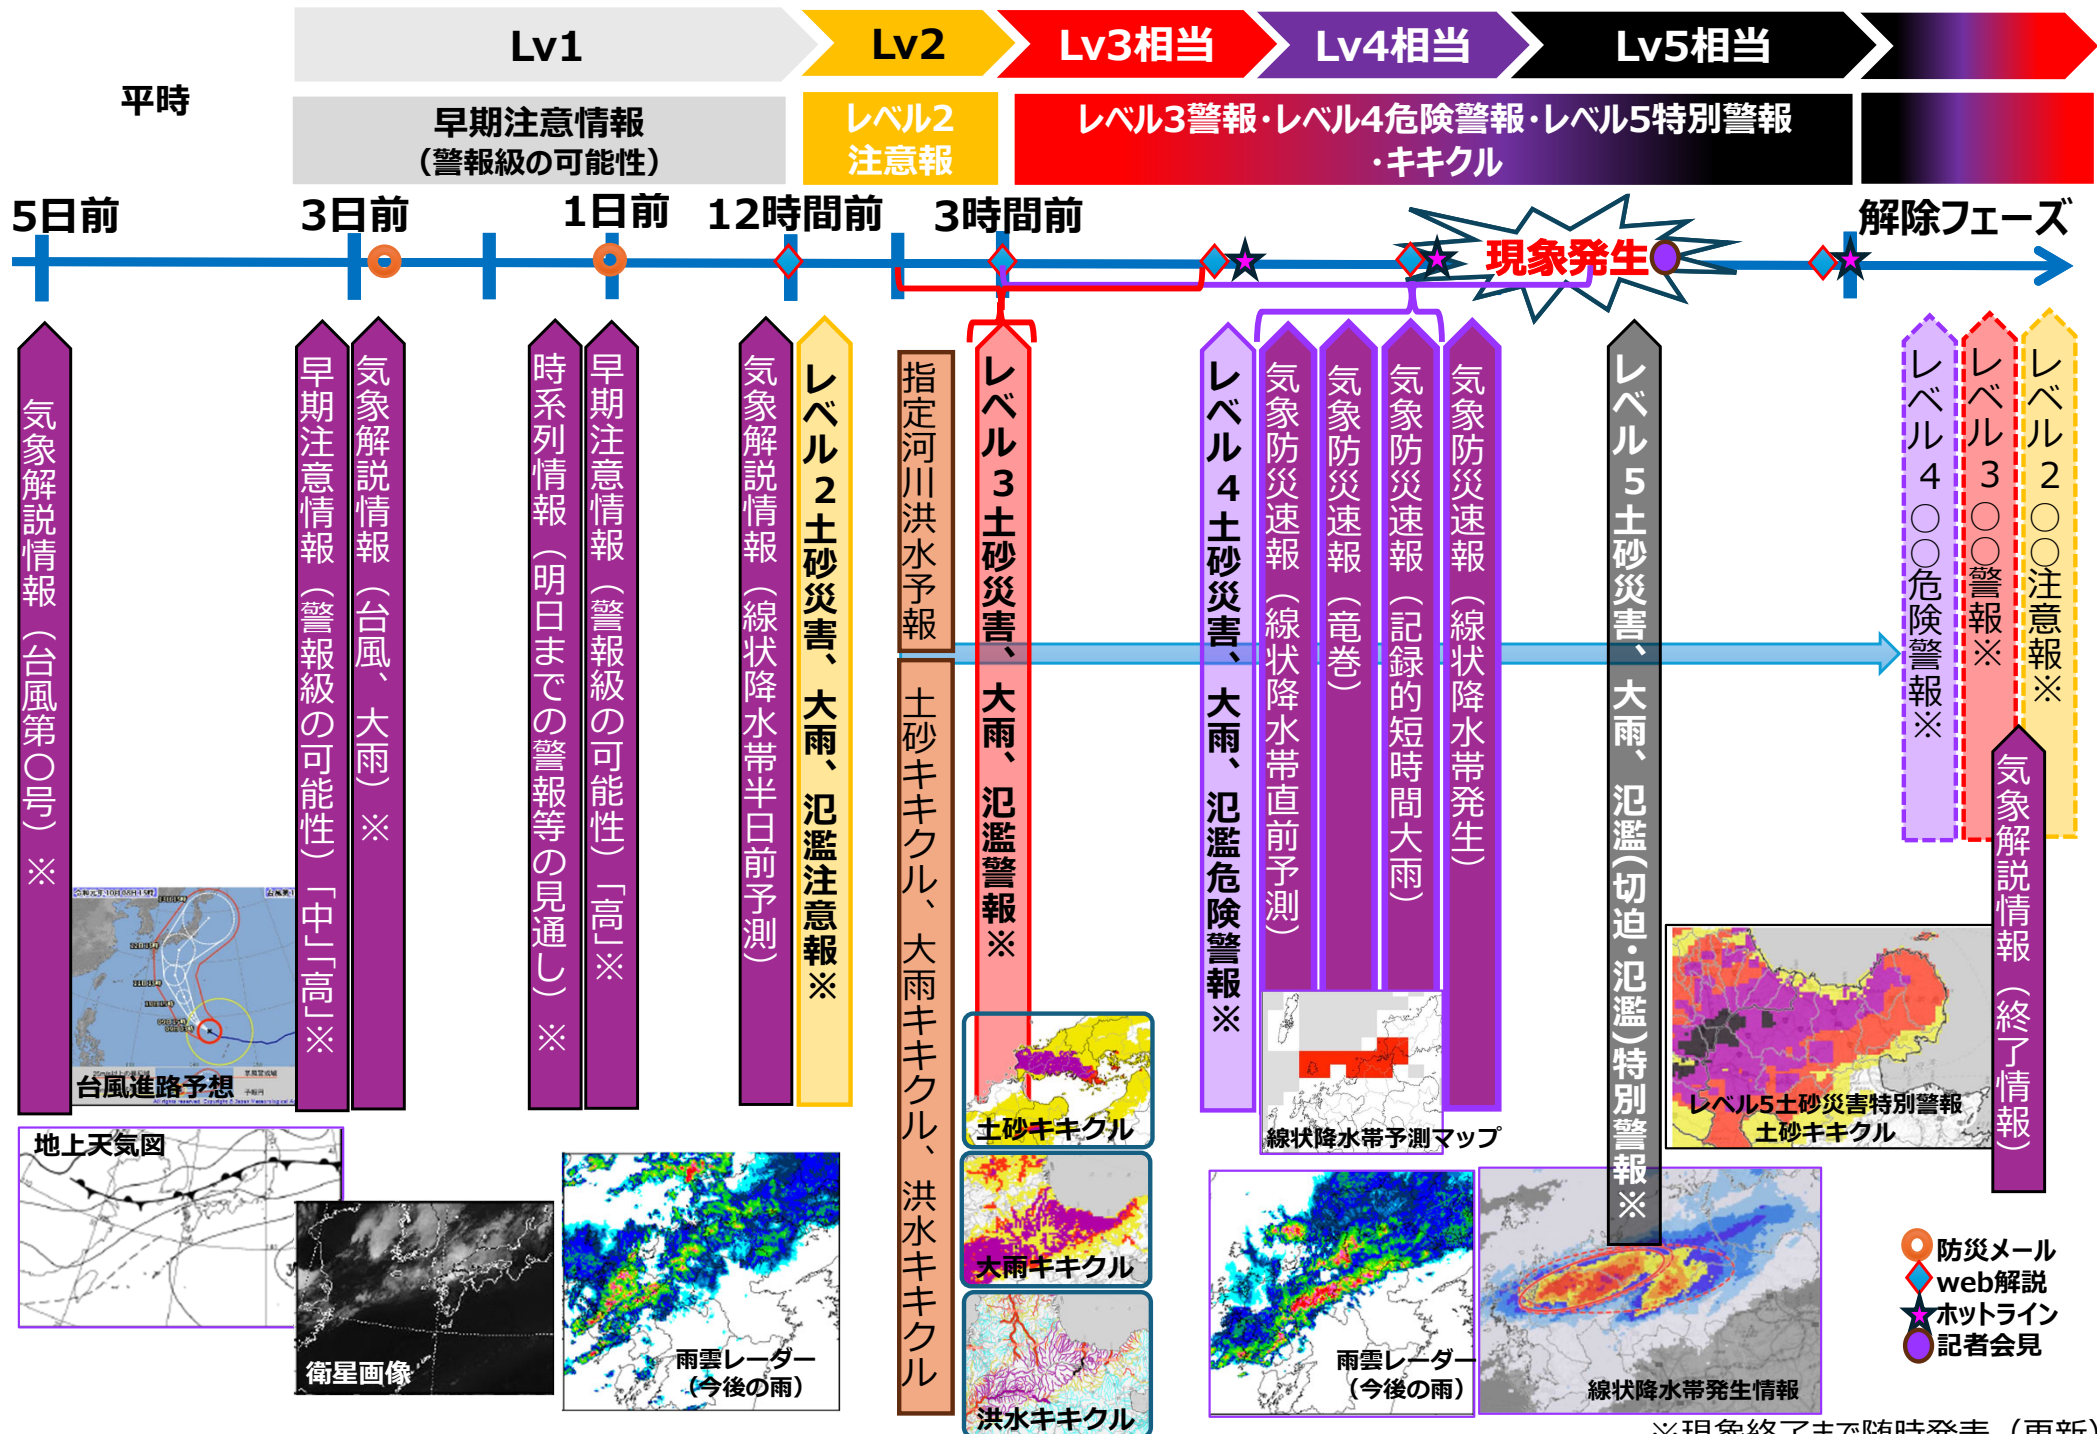 Lv1
Lv2
Lv3相当
Lv4相当
Lv5相当
平時
早期注意情報
（警報級の可能性）
レベル2
注意報
レベル3警報・レベル4危険警報・レベル5特別警報
・キキクル
5日前
3日前
1日前
12時間前
3時間前
現象発生
解除フェーズ
気象解説情報（台風第〇号）※
早期注意情報（警報級の可能性）「中」「高」※
気象解説情報（台風、大雨）※
時系列情報（明日までの警報等の見通し）※
早期注意情報（警報級の可能性）「高」※
気象解説情報（線状降水帯半日前予測）
レベル２土砂災害、大雨、氾濫注意報※
指定河川洪水予報
土砂キキクル、大雨キキクル、洪水キキクル
レベル３土砂災害、大雨、氾濫警報※
レベル４土砂災害、大雨、氾濫危険警報※
気象防災速報（線状降水帯直前予測）
気象防災速報（竜巻）
気象防災速報（記録的短時間大雨）
気象防災速報（線状降水帯発生）
レベル５土砂災害、大雨、氾濫(切迫・氾濫)特別警報※
レベル４〇〇危険警報※
レベル３〇〇警報※
レベル２〇〇注意報※
気象解説情報（終了情報）
台風進路予想
地上天気図
衛星画像
雨雲レーダー
（今後の雨）
土砂キキクル
大雨キキクル
洪水キキクル
線状降水帯予測マップ
雨雲レーダー
（今後の雨）
線状降水帯発生情報
レベル5土砂災害特別警報
土砂キキクル
防災メール
web解説
ホットライン
記者会見
※現象終了まで随時発表（更新）